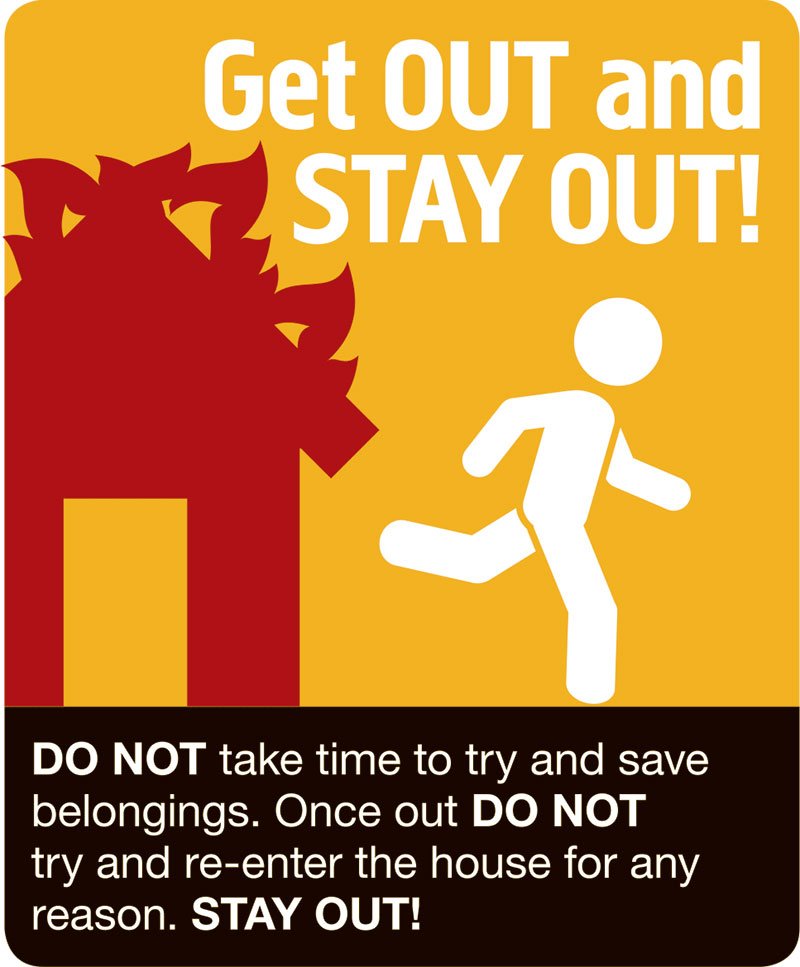 Get OUT and
STAY OUT!
DO NOT take time to try and save
belongings. Once out DO NOT
try and re-enter the house for any
reason. STAY OUT!